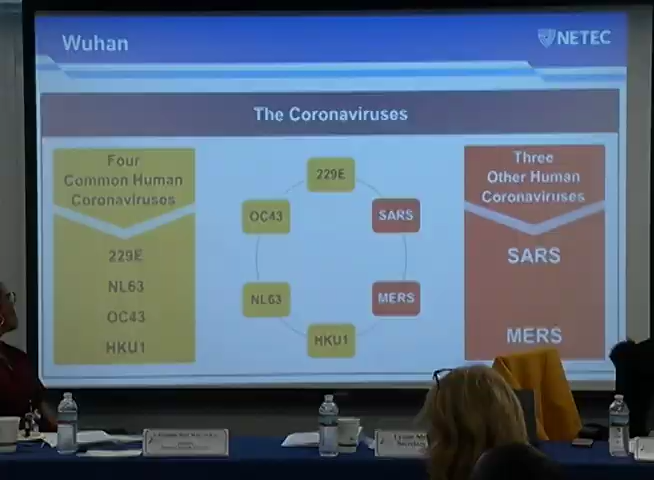 Wuhan
NETEC
The Coronaviruses
Four
Common Human
Coronaviruses
229E
NL63
OC43
HKU1
229E
OC43
SARS
NL63
MERS
HKU1
Three
Other Human
Coronaviruses
SARS
MERS